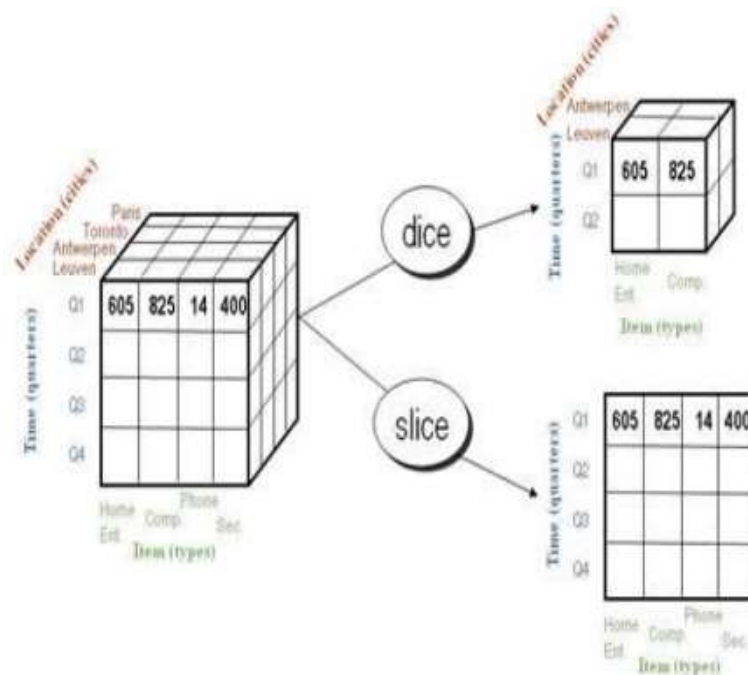 Location (cities)
Paris
Toronto
Antwerpen
Leuven
Time (quarters)
Q1 605 825 14 400
Q2
Q3
Q4
Home Ent. Comp. Phone Sec.
Item (types)
dice
slice
Location (cities)
Antwerpen
Leuven
Time (quarters)
Q1 605 825
Q2
Home Ent. Comp.
Item (types)
Time (quarters)
Q1 605 825 14 400
Q2
Q3
Q4
Home Ent. Comp. Phone Sec.
Item (types)